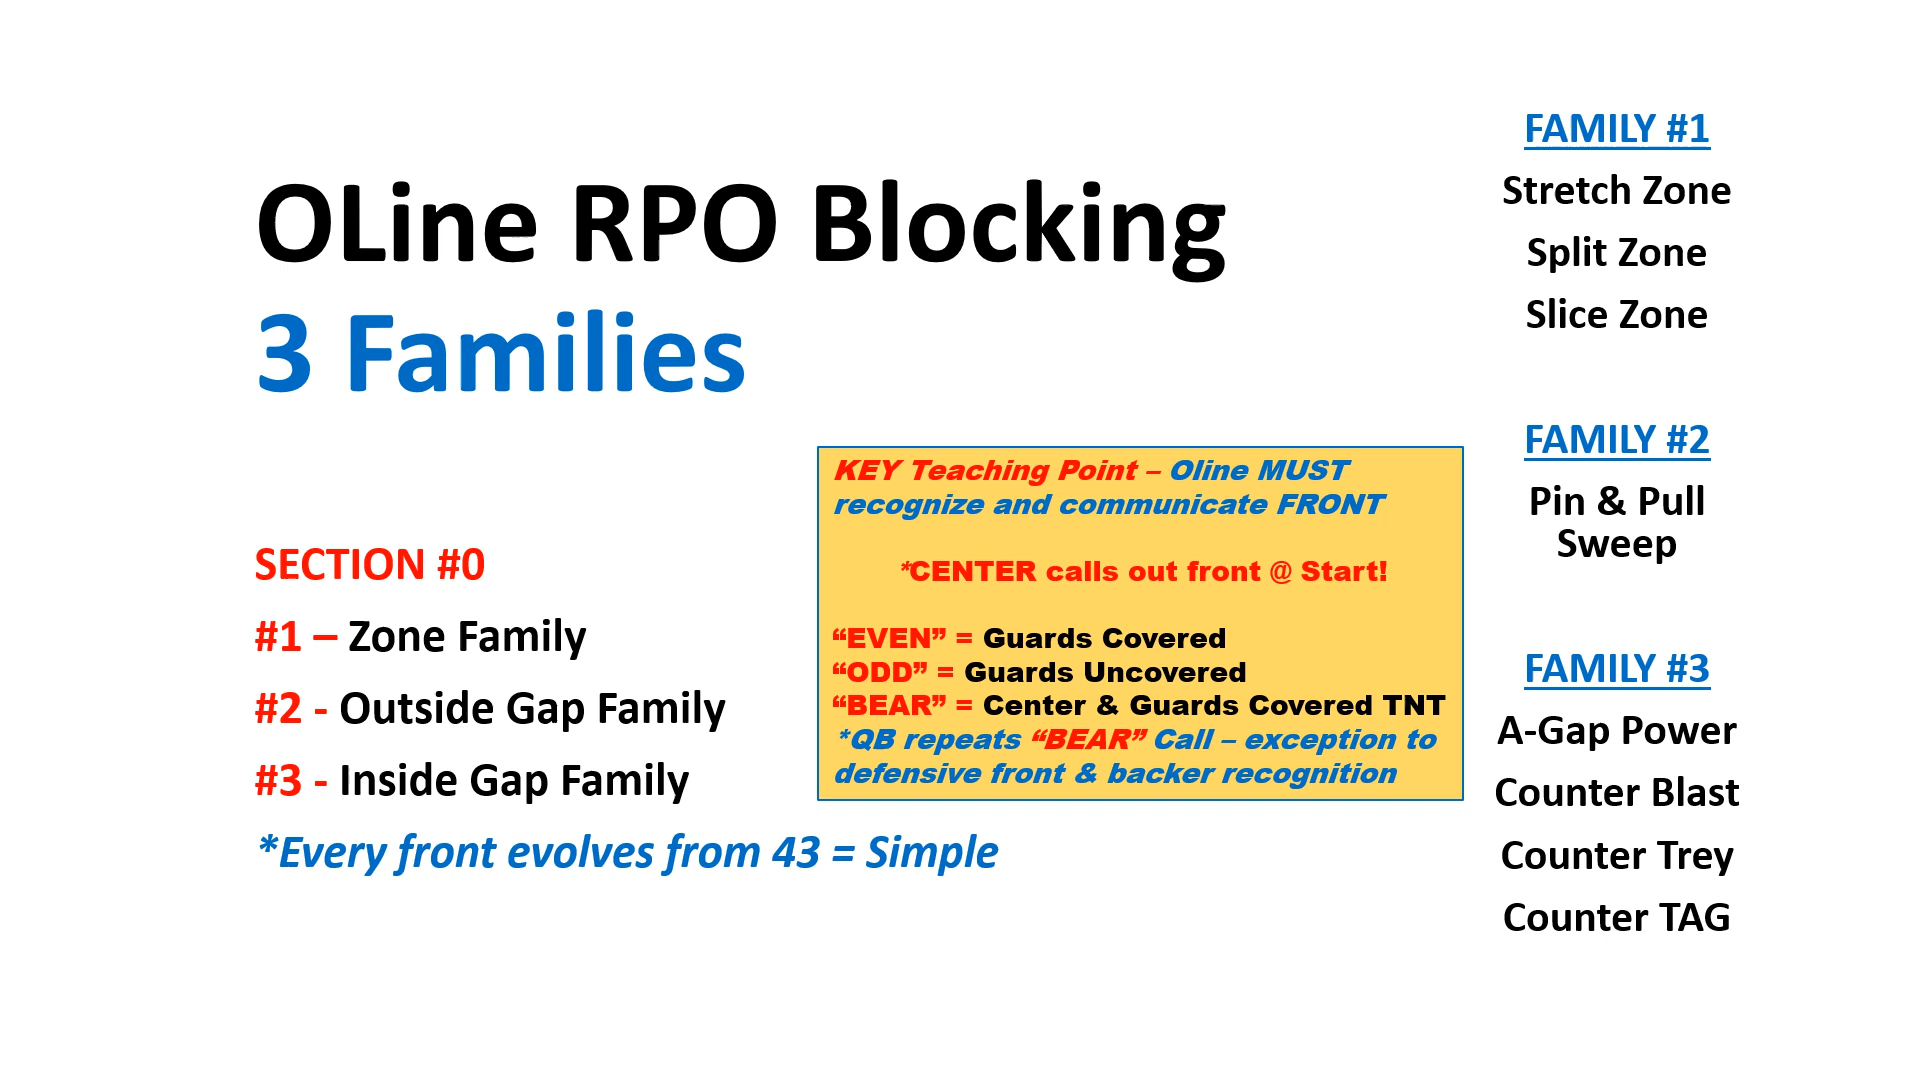 OLine RPO Blocking
3 Families
SECTION #0
#1 – Zone Family
#2 - Outside Gap Family
#3 - Inside Gap Family
*Every front evolves from 43 = Simple
KEY Teaching Point – Oline MUST
recognize and communicate FRONT
*CENTER calls out front @ Start!
“EVEN” = Guards Covered
“ODD” = Guards Uncovered
“BEAR” = Center & Guards Covered TNT
*QB repeats “BEAR” Call – exception to
defensive front & backer recognition
FAMILY #1
Stretch Zone
Split Zone
Slice Zone
FAMILY #2
Pin & Pull
Sweep
FAMILY #3
A-Gap Power
Counter Blast
Counter Trey
Counter TAG